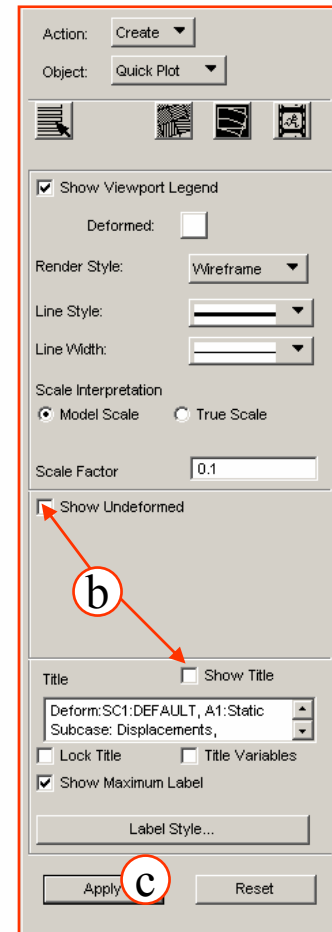 Action: Create
Object: Quick Plot
Show Viewport Legend
Deformed:
Render Style: Wireframe
Line Style:
Line Width:
Scale Interpretation
Model Scale True Scale
Scale Factor 0.1
Show Undeformed
b
Title Show Title
Deform:SC1:DEFAULT, A1:Static
Subcase: Displacements,
Lock Title Title Variables
Show Maximum Label
Label Style...
Apply c Reset